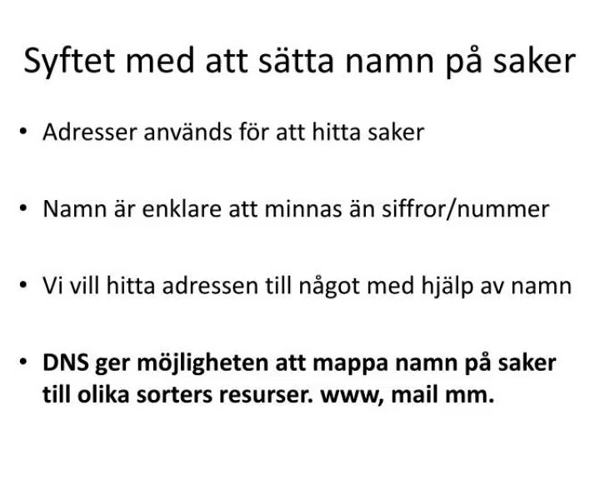 Syftet med att sätta namn på saker
• Adresser används för att hitta saker
• Namn är enklare att minnas än siffror/nummer
• Vi vill hitta adressen till något med hjälp av namn
• DNS ger möjligheten att mappa namn på saker
till olika sorters resurser. www, mail mm.